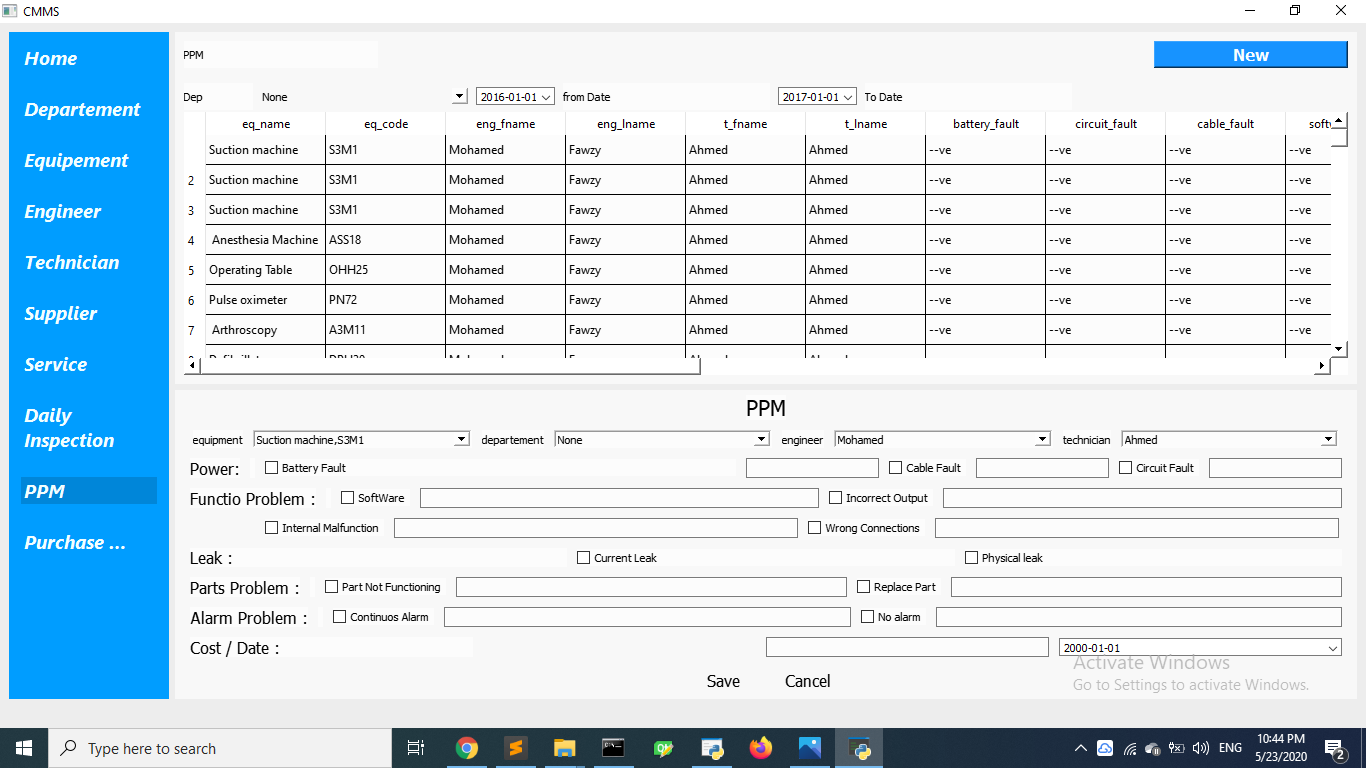 CMMS
Home
Departement
Equipement
Engineer
Technician
Supplier
Service
Daily
Inspection
PPM
Purchase ...
PPM
New
Dep None 2016-01-01 from Date 2017-01-01 To Date
eq_name eq_code eng_fname eng_lname t_fname t_lname battery_fault circuit_fault cable_fault
Suction machine S3M1 Mohamed Fawzy Ahmed Ahmed --ve --ve --ve --ve
2 Suction machine S3M1 Mohamed Fawzy Ahmed Ahmed --ve --ve --ve --ve
3 Suction machine S3M1 Mohamed Fawzy Ahmed Ahmed --ve --ve --ve --ve
4 Anesthesia Machine ASS18 Mohamed Fawzy Ahmed Ahmed --ve --ve --ve --ve
5 Operating Table OHH25 Mohamed Fawzy Ahmed Ahmed --ve --ve --ve --ve
6 Pulse oximeter PN72 Mohamed Fawzy Ahmed Ahmed --ve --ve --ve --ve
7 Arthroscopy A3M11 Mohamed Fawzy Ahmed Ahmed --ve --ve --ve --ve
PPM
equipment Suction machine,S3M1 departement None engineer Mohamed technician Ahmed
Power: Battery Fault Cable Fault Circuit Fault
Functio Problem : SoftWare Incorrect Output
Internal Malfunction Wrong Connections
Leak : Current Leak Physical leak
Parts Problem : Part Not Functioning Replace Part
Alarm Problem : Continuos Alarm No alarm
Cost / Date : 2000-01-01
Save Cancel
Activate Windows
Go to Settings to activate Windows.
Type here to search
ENG
10:44 PM
5/23/2020
2